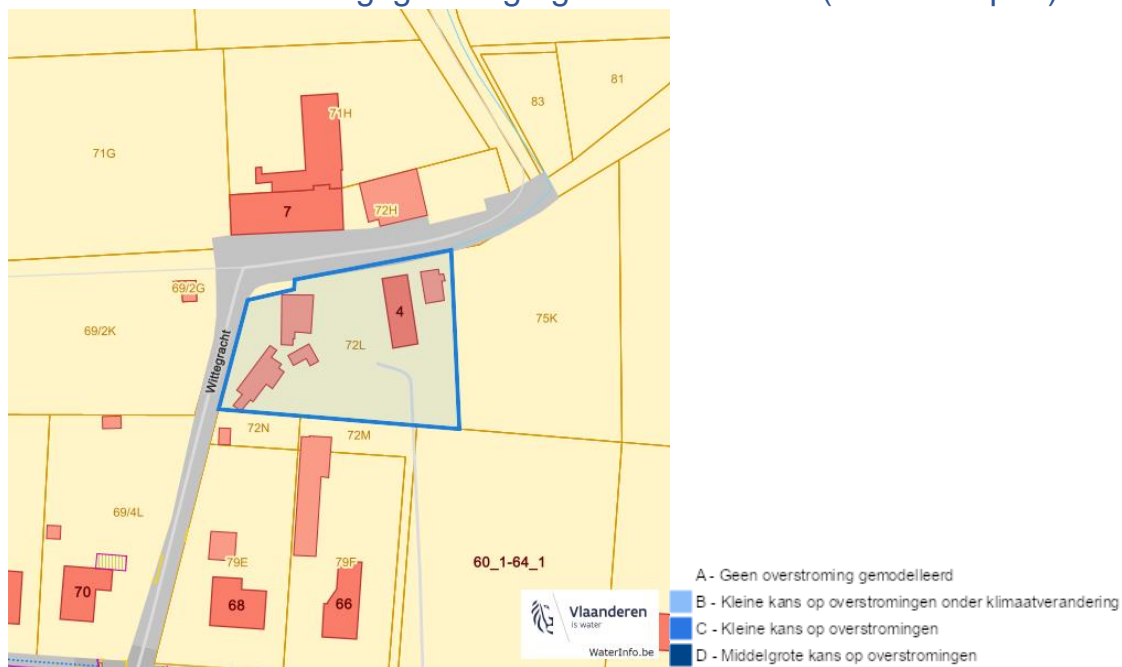 71H
81
83
71G
7
72H
69/2G
69/2K
4
75K
72L
Wittegracht
72N
72M
69/4L
79E
79F
60_1-64_1
70
68
66
Vlaanderen
is water
WaterInfo.be
A - Geen overstroming gemodelleerd
B - Kleine kans op overstromingen onder klimaatverandering
C - Kleine kans op overstromingen
D - Middelgrote kans op overstromingen